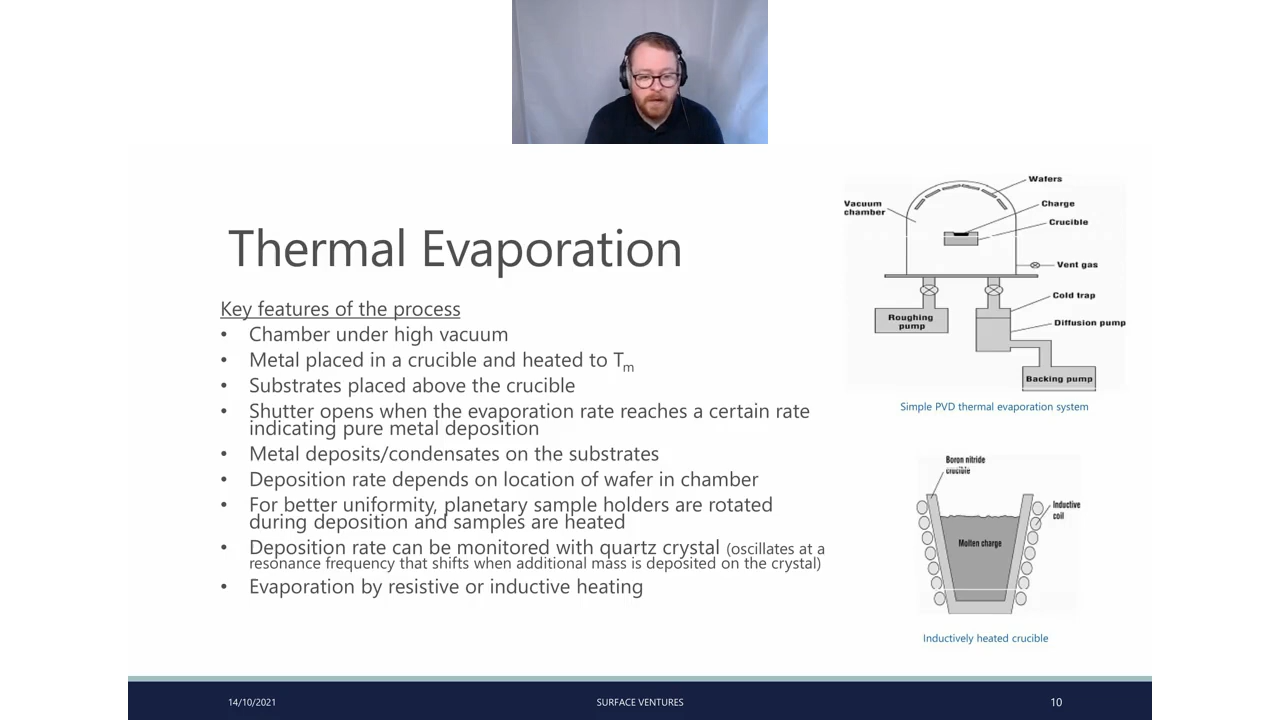 Thermal Evaporation
Key features of the process
• Chamber under high vacuum
• Metal placed in a crucible and heated to Tm
• Substrates placed above the crucible
• Shutter opens when the evaporation rate reaches a certain rate
indicating pure metal deposition
• Metal deposits/condensates on the substrates
• Deposition rate depends on location of wafer in chamber
• For better uniformity, planetary sample holders are rotated
during deposition and samples are heated
• Deposition rate can be monitored with quartz crystal (oscillates at a
resonance frequency that shifts when additional mass is deposited on the crystal)
• Evaporation by resistive or inductive heating
Wafers
Vacuum
chamber
Charge
Crucible
Vent gas
Cold trap
Roughing
pump
Diffusion pump
Backing pump
Simple PVD thermal evaporation system
Boron nitride
crucible
Inductive
coil
Molten charge
Inductively heated crucible
14/10/2021
SURFACE VENTURES
10